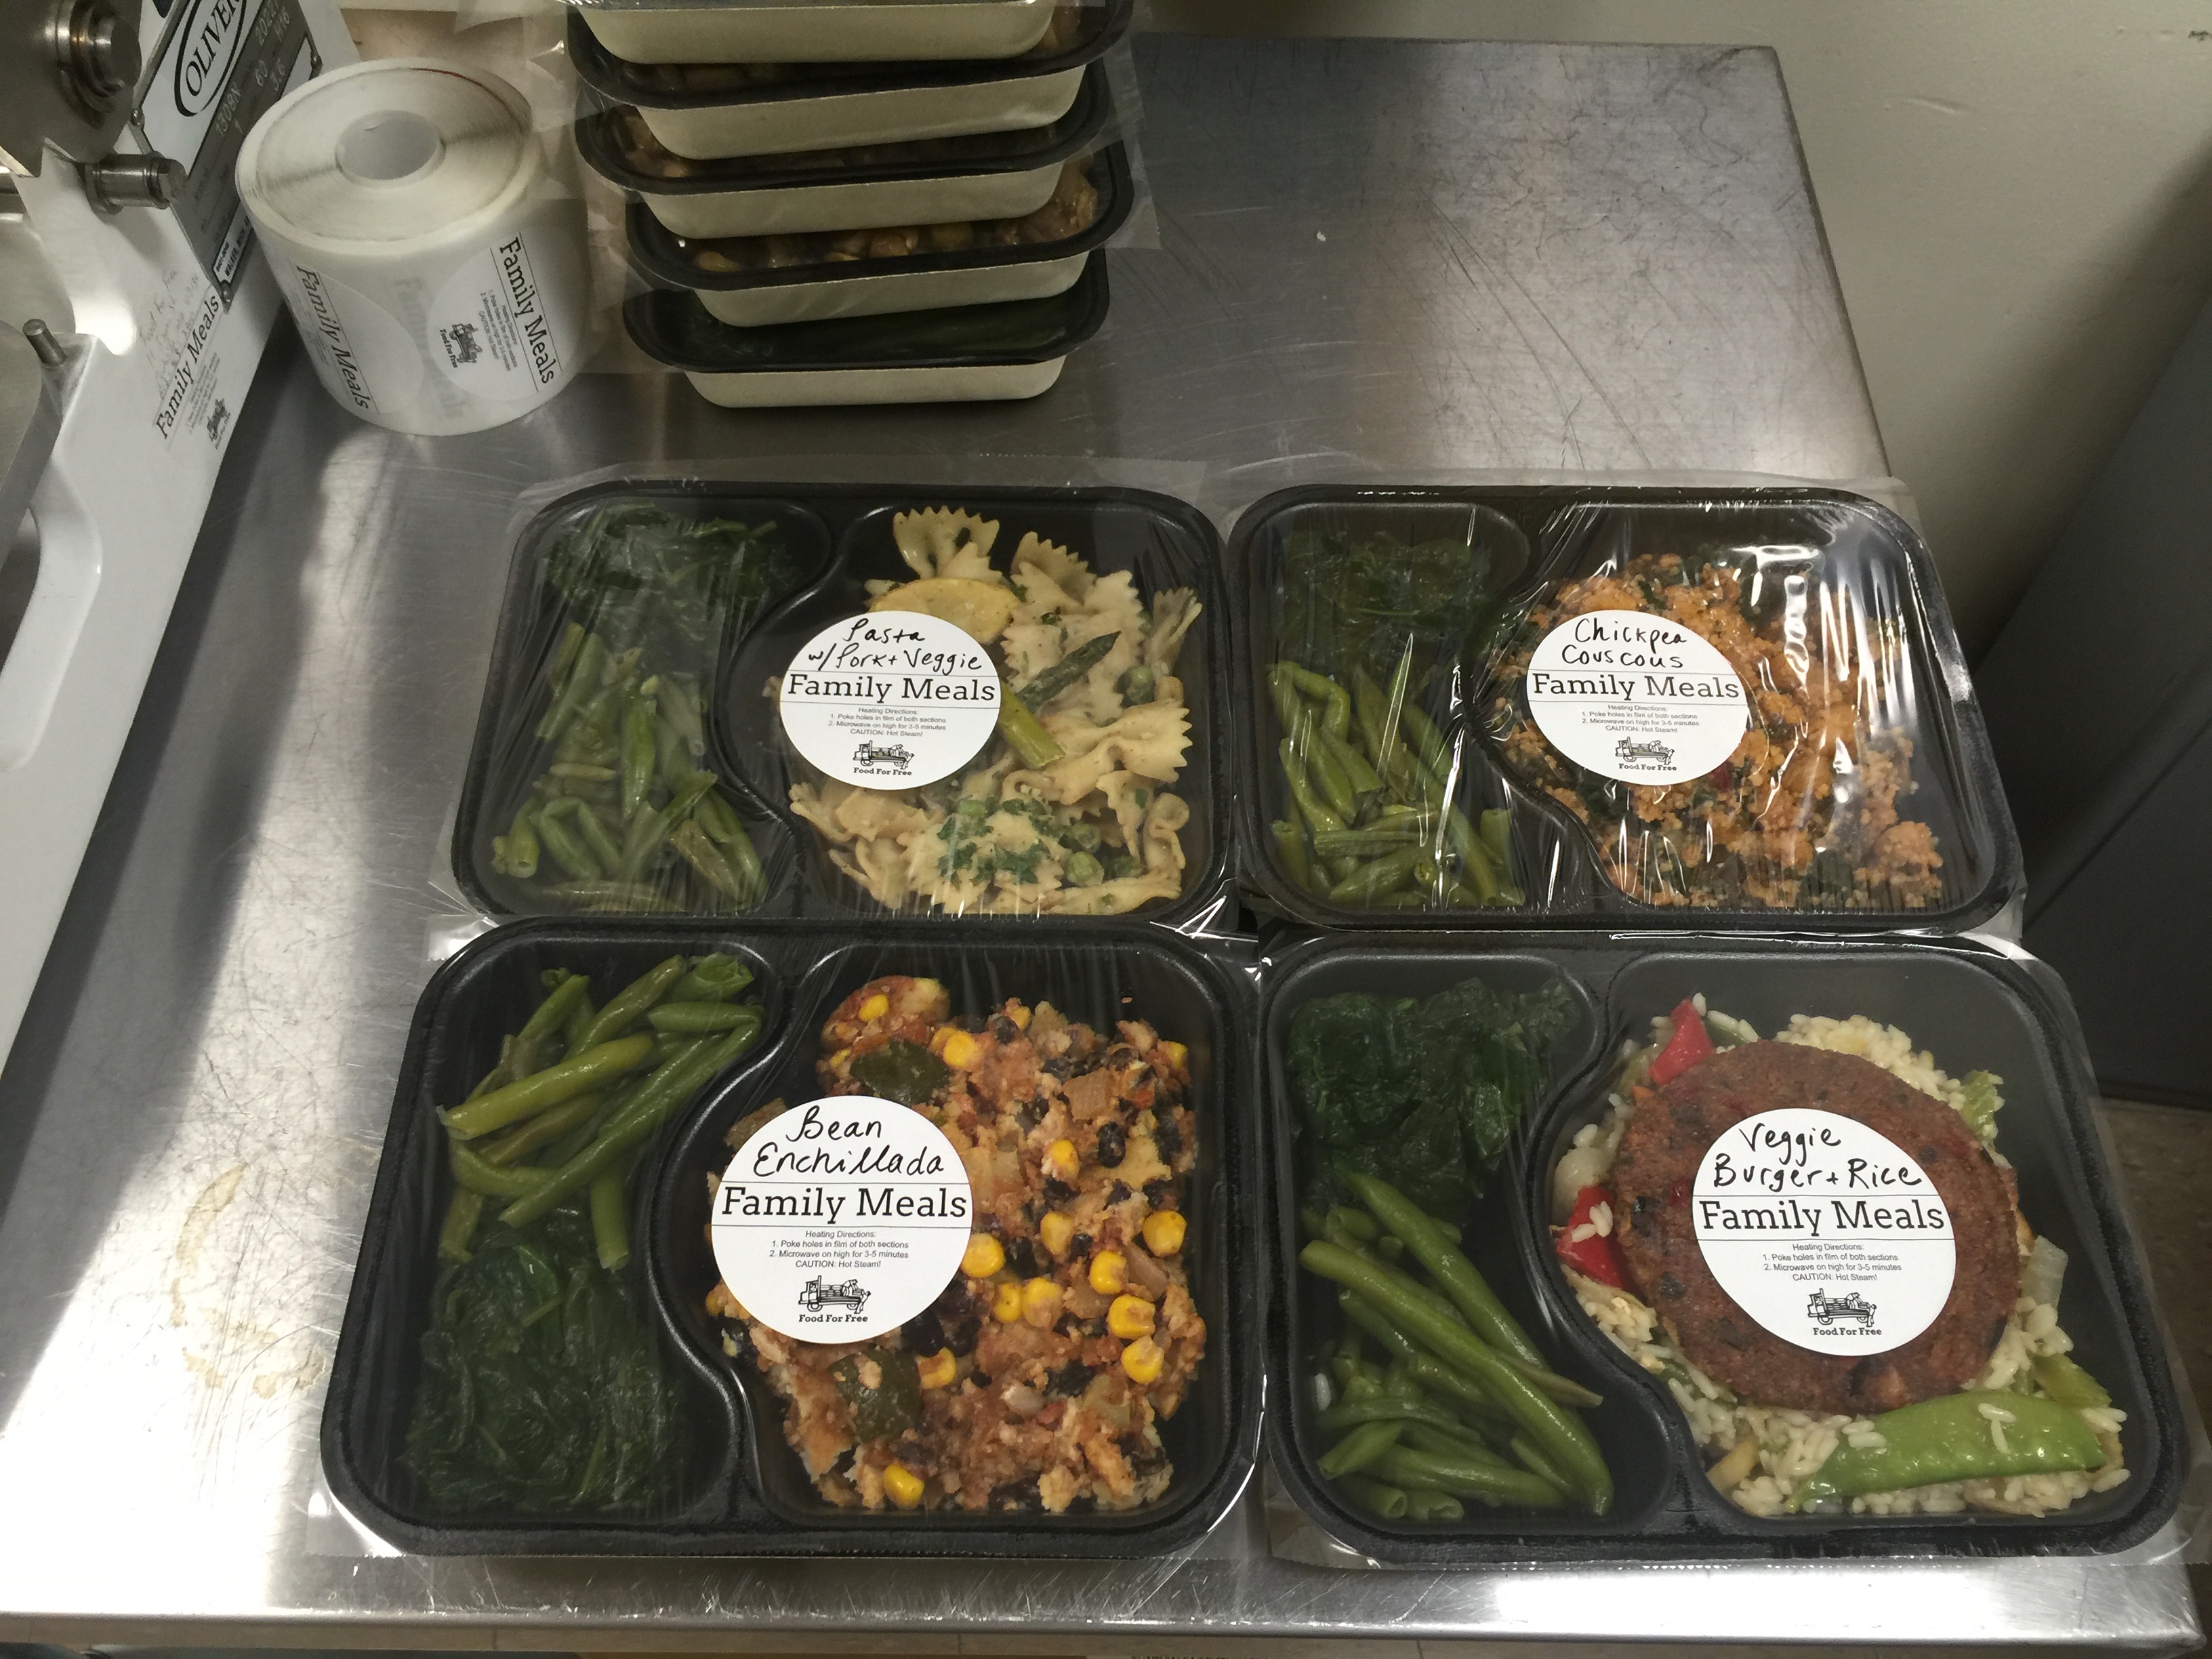 OLIVER
1308N
Family Meals
Family Meals
Family Meals
Food For Free
Pasta
w/ Pork + Veggie
Family Meals
Heating Directions:
1. Poke holes in film of both sections
2. Microwave on high for 3-5 minutes
CAUTION: Hot Steam!
Food For Free
Chickpea
Couscous
Family Meals
Heating Directions:
1. Poke holes in film of both sections
2. Microwave on high for 3-5 minutes
CAUTION: Hot Steam!
Food For Free
Bean
Enchillada
Family Meals
Heating Directions:
1. Poke holes in film of both sections
2. Microwave on high for 3-5 minutes
CAUTION: Hot Steam!
Food For Free
Veggie
Burger + Rice
Family Meals
Heating Directions:
1. Poke holes in film of both sections
2. Microwave on high for 3-5 minutes
CAUTION: Hot Steam!
Food For Free